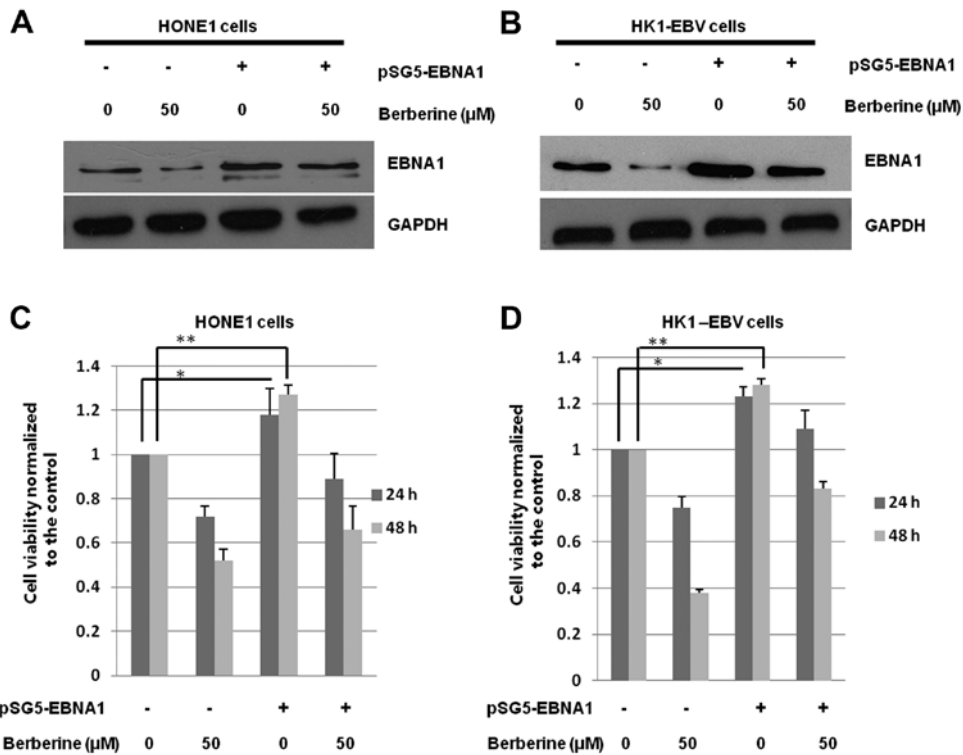 A
HONE1 cells
- - + + pSG5-EBNA1
0 50 0 50 Berberine (µM)
EBNA1
GAPDH
B
HK1-EBV cells
- - + + pSG5-EBNA1
0 50 0 50 Berberine (µM)
EBNA1
GAPDH
C
HONE1 cells
**
*
Cell viability normalized
to the control
1.4
1.2
1
0.8
0.6
0.4
0.2
0
24 h
48 h
pSG5-EBNA1 - - + +
Berberine (µM) 0 50 0 50
D
HK1–EBV cells
**
*
Cell viability normalized
to the control
1.4
1.2
1
0.8
0.6
0.4
0.2
0
24 h
48 h
pSG5-EBNA1 - - + +
Berberine (µM) 0 50 0 50